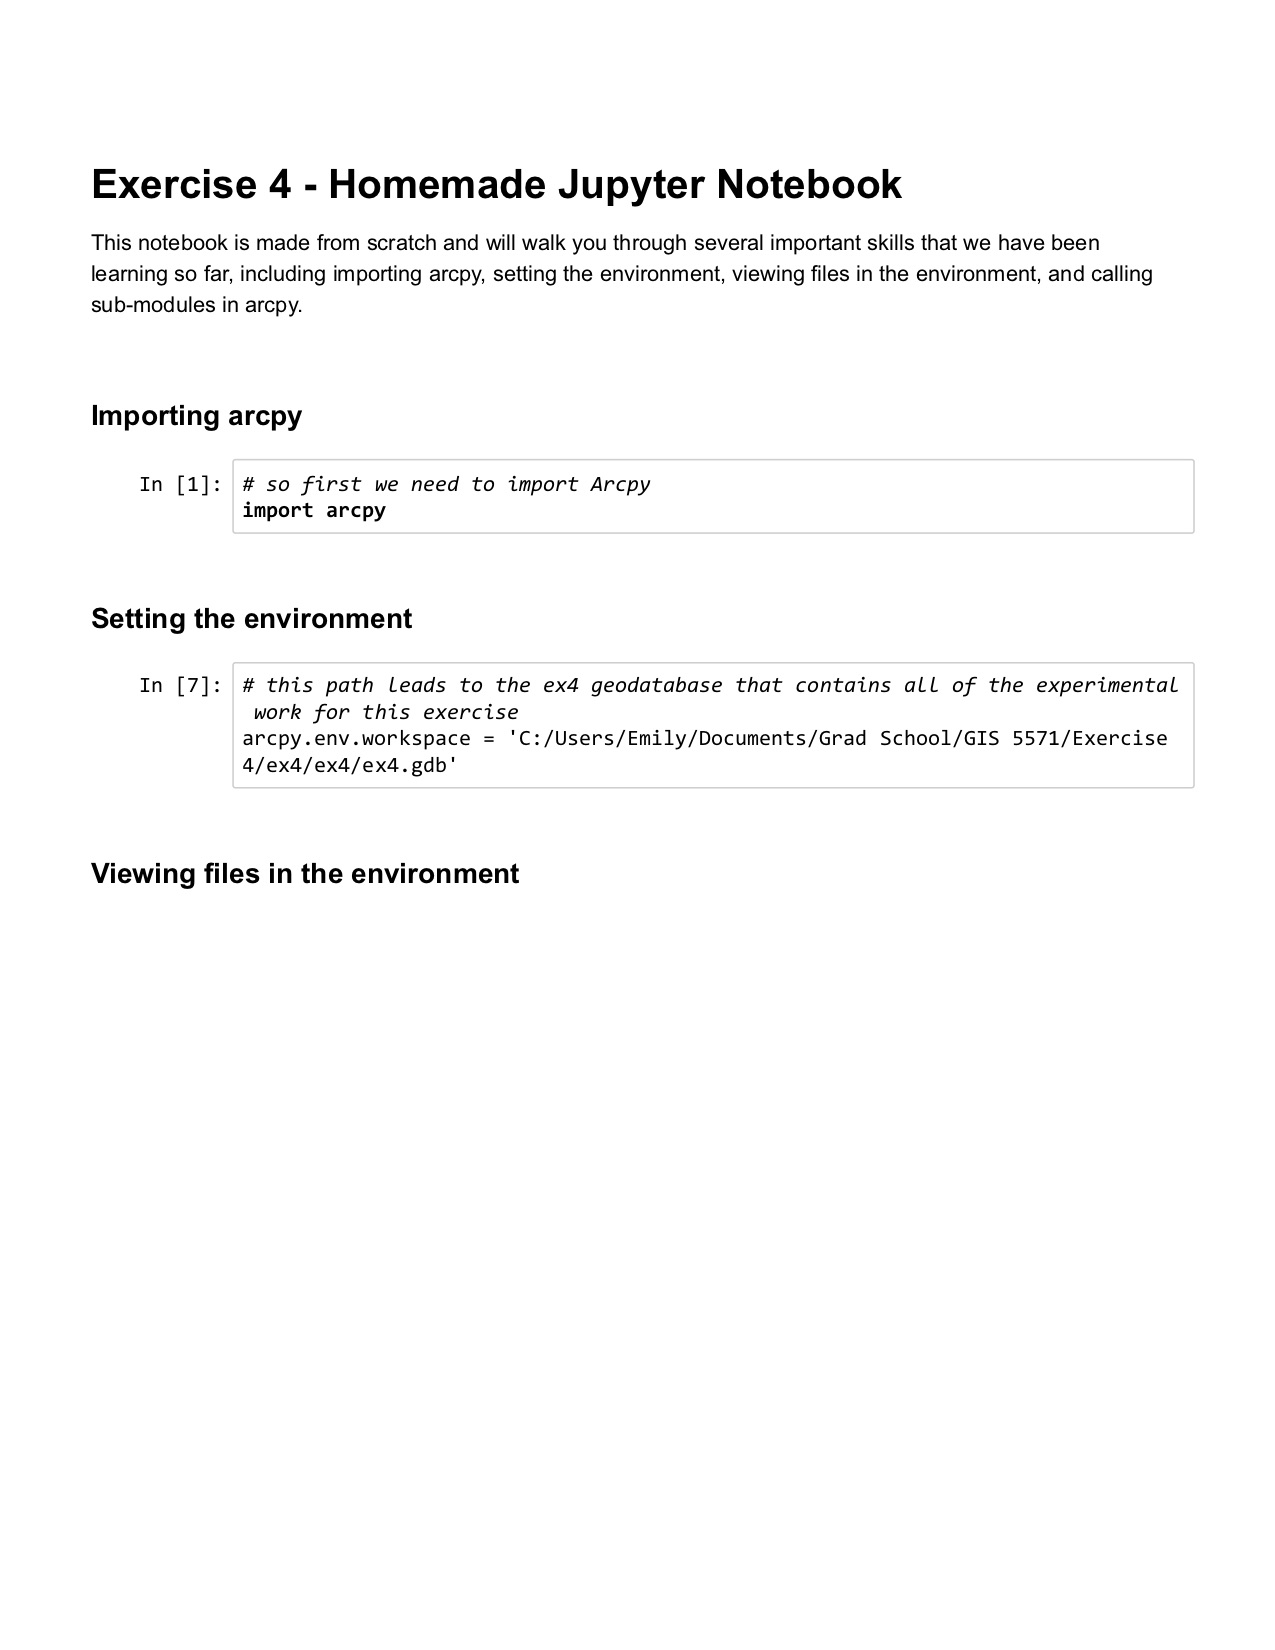 Exercise 4 - Homemade Jupyter Notebook
This notebook is made from scratch and will walk you through several important skills that we have been
learning so far, including importing arcpy, setting the environment, viewing files in the environment, and calling
sub-modules in arcpy.
Importing arcpy
In [1]: # so first we need to import Arcpy
import arcpy
Setting the environment
In [7]: # this path leads to the ex4 geodatabase that contains all of the experimental
work for this exercise
arcpy.env.workspace = 'C:/Users/Emily/Documents/Grad School/GIS 5571/Exercise
4/ex4/ex4/ex4.gdb'
Viewing files in the environment